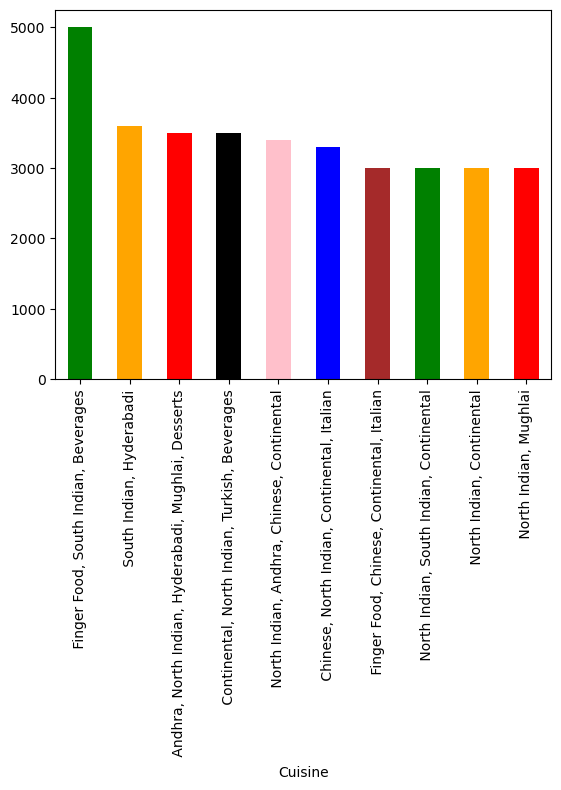 5000
4000
3000
2000
1000
0
Finger Food, South Indian, Beverages
South Indian, Hyderabadi
Andhra, North Indian, Hyderabadi, Mughlai, Desserts
Continental, North Indian, Turkish, Beverages
North Indian, Andhra, Chinese, Continental
Chinese, North Indian, Continental, Italian
Finger Food, Chinese, Continental, Italian
North Indian, South Indian, Continental
North Indian, Continental
North Indian, Mughlai
Cuisine